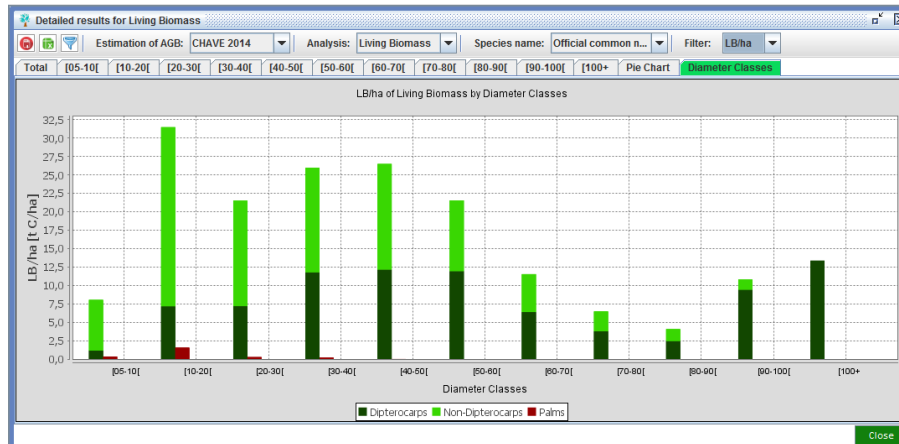 Detailed results for Living Biomass
Estimation of AGB: CHAVE 2014 Analysis: Living Biomass Species name: Official common n... Filter: LB/ha
Total [05-10[ [10-20[ [20-30[ [30-40[ [40-50[ [50-60[ [60-70[ [70-80[ [80-90[ [90-100[ [100+ Pie Chart Diameter Classes
LB/ha of Living Biomass by Diameter Classes
LB/ha [t C/ha]
32,5
30,0
27,5
25,0
22,5
20,0
17,5
15,0
12,5
10,0
7,5
5,0
2,5
0,0
[05-10[ [10-20[ [20-30[ [30-40[ [40-50[ [50-60[ [60-70[ [70-80[ [80-90[ [90-100[ [100+
Diameter Classes
Dipterocarps Non-Dipterocarps Palms
Close